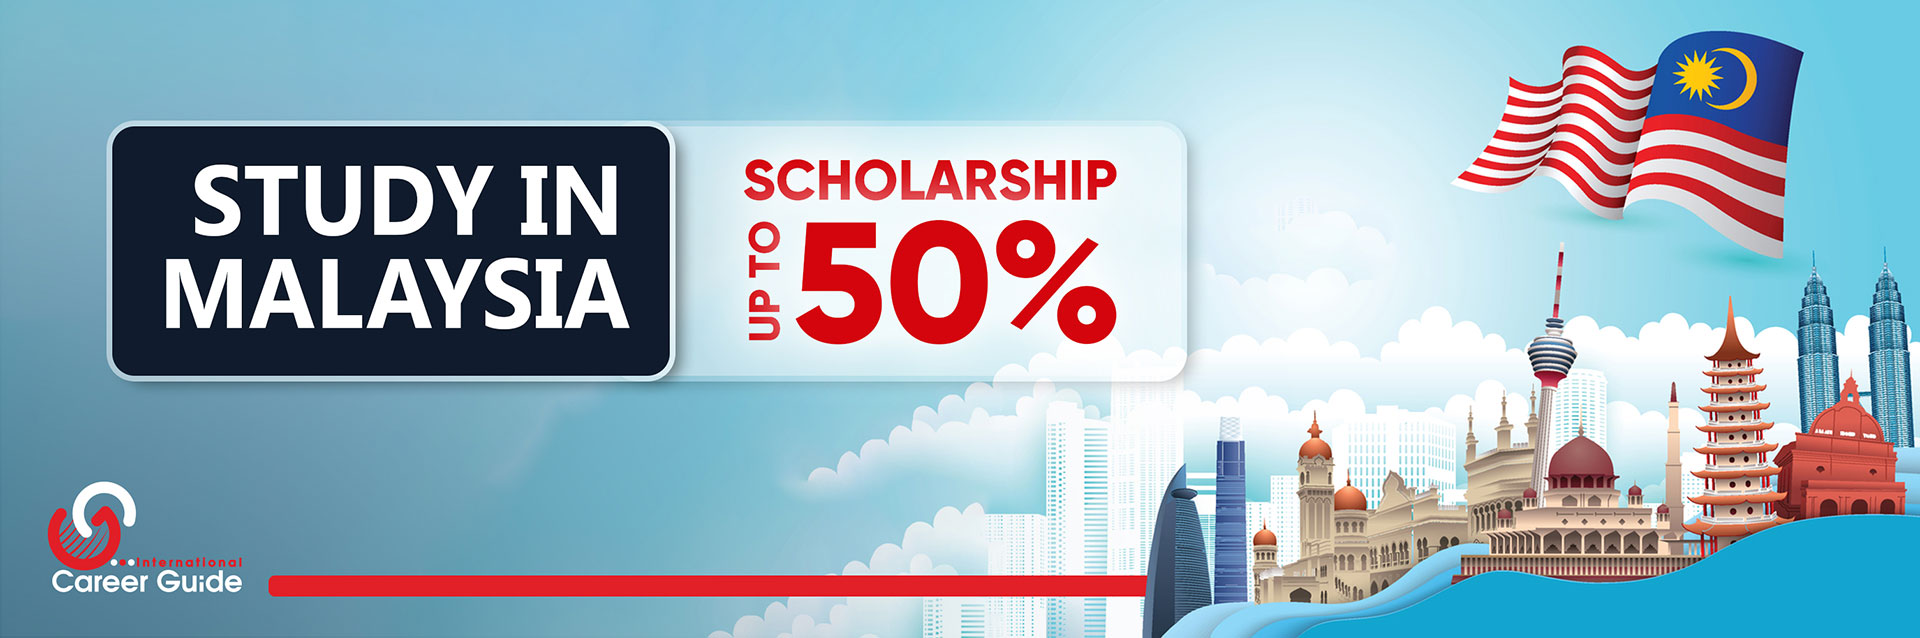 STUDY IN
MALAYSIA
SCHOLARSHIP
UP TO
50%
International
Career Guide